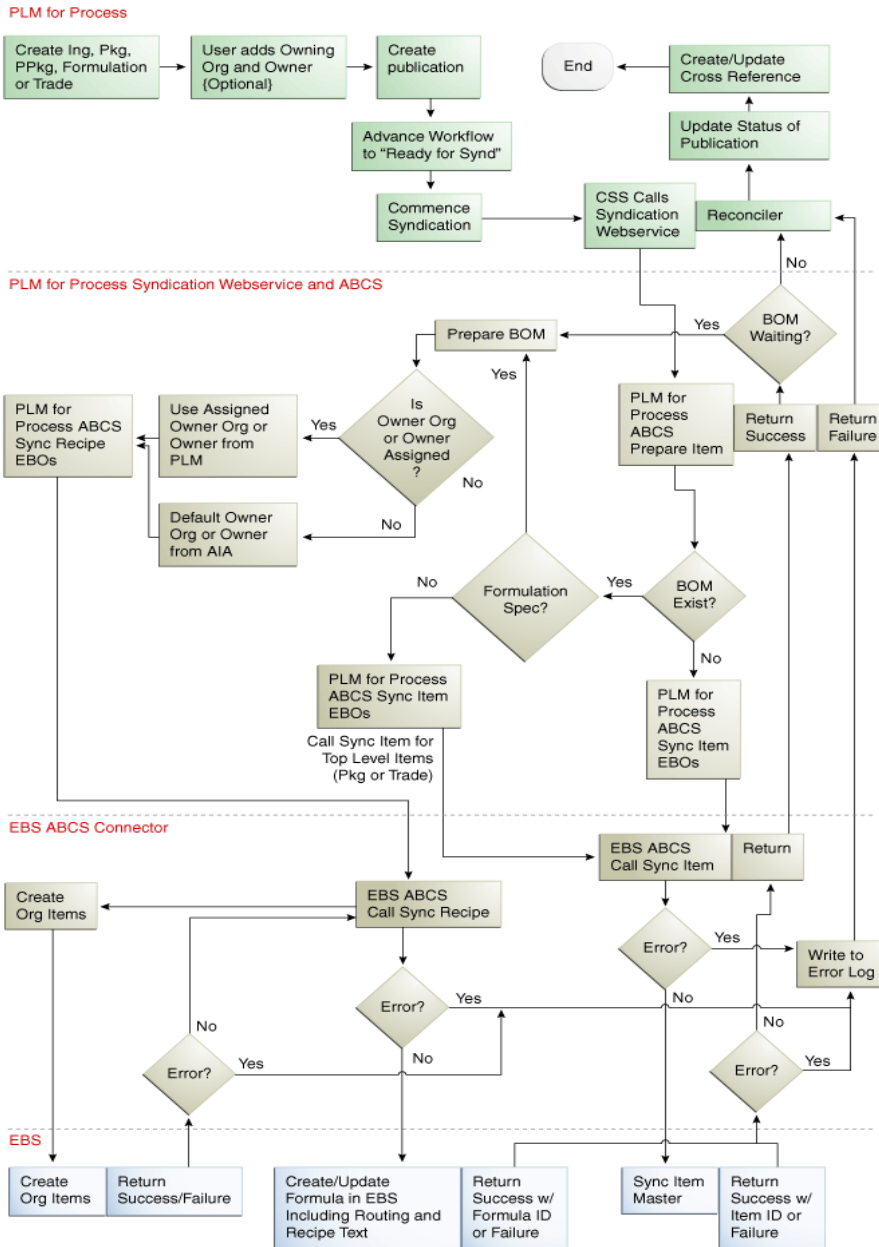 PLM for Process
Create Ing, Pkg,
PPkg, Formulation
or Trade
User adds Owning
Org and Owner
{Optional}
Create
publication
End
Create/Update
Cross Reference
Advance Workflow
to “Ready for Synd”
Update Status of
Publication
Commence
Syndication
CSS Calls
Syndication
Webservice
Reconciler
No
PLM for Process Syndication Webservice and ABCS
Prepare BOM
Yes
BOM
Waiting?
Yes
PLM for
Process ABCS
Sync Recipe
EBOs
Use Assigned
Owner Org or
Owner from
PLM
Yes
Is
Owner Org
or Owner
Assigned
?
No
PLM for
Process
ABCS
Prepare Item
Return
Success
Return
Failure
Default Owner
Org or Owner
from AIA
No
No
Formulation
Spec?
Yes
BOM
Exist?
No
PLM for Process
ABCS Sync Item
EBOs
Call Sync Item for
Top Level Items
(Pkg or Trade)
PLM for
Process
ABCS
Sync Item
EBOs
EBS ABCS Connector
EBS ABCS
Call Sync Item
Return
Create
Org Items
EBS ABCS
Call Sync Recipe
Error?
Yes
Write to
Error Log
No
Error?
Yes
No
No
Error?
Yes
No
Error?
Yes
EBS
Create
Org Items
Return
Success/Failure
Create/Update
Formula in EBS
Including Routing and
Recipe Text
Return
Success w/
Formula ID
or Failure
Sync Item
Master
Return
Success w/
Item ID or
Failure